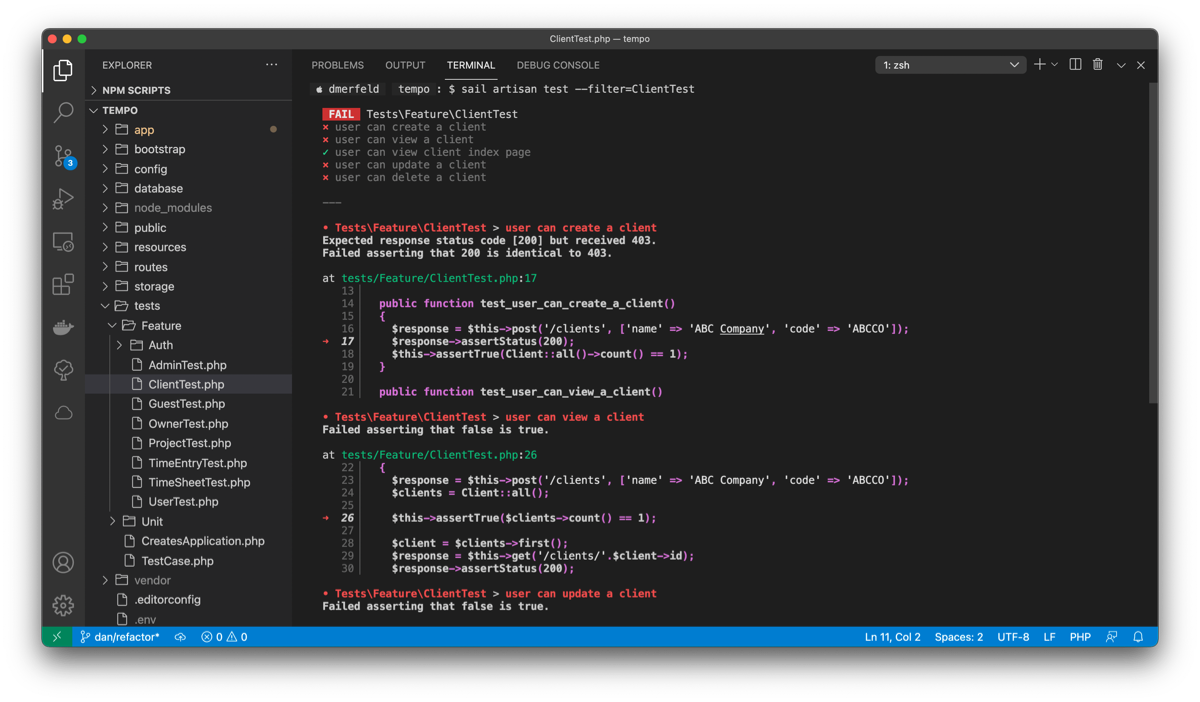 ClientTest.php — tempo
EXPLORER
NPM SCRIPTS
TEMPO
app
bootstrap
config
database
node_modules
public
resources
routes
storage
tests
Feature
Auth
AdminTest.php
ClientTest.php
GuestTest.php
OwnerTest.php
ProjectTest.php
TimeEntryTest.php
TimeSheetTest.php
UserTest.php
Unit
CreatesApplication.php
TestCase.php
vendor
.editorconfig
.env
3
PROBLEMS OUTPUT TERMINAL DEBUG CONSOLE 1: zsh
dmerfeld tempo : $ sail artisan test --filter=ClientTest
FAIL Tests\Feature\ClientTest
⨯ user can create a client
⨯ user can view a client
✓ user can view client index page
⨯ user can update a client
⨯ user can delete a client
———
• Tests\Feature\ClientTest > user can create a client
Expected response status code [200] but received 403.
Failed asserting that 200 is identical to 403.
at tests/Feature/ClientTest.php:17
13
14 public function test_user_can_create_a_client()
15 {
16 $response = $this->post('/clients', ['name' => 'ABC Company', 'code' => 'ABCCO']);
➜ 17 $response->assertStatus(200);
18 $this->assertTrue(Client::all()->count() == 1);
19 }
20
21 public function test_user_can_view_a_client()
• Tests\Feature\ClientTest > user can view a client
Failed asserting that false is true.
at tests/Feature/ClientTest.php:26
22 {
23 $response = $this->post('/clients', ['name' => 'ABC Company', 'code' => 'ABCCO']);
24 $clients = Client::all();
25
➜ 26 $this->assertTrue($clients->count() == 1);
27
28 $client = $clients->first();
29 $response = $this->get('/clients/'.$client->id);
30 $response->assertStatus(200);
• Tests\Feature\ClientTest > user can update a client
Failed asserting that false is true.
dan/refactor* 0 0 Ln 11, Col 2 Spaces: 2 UTF-8 LF PHP